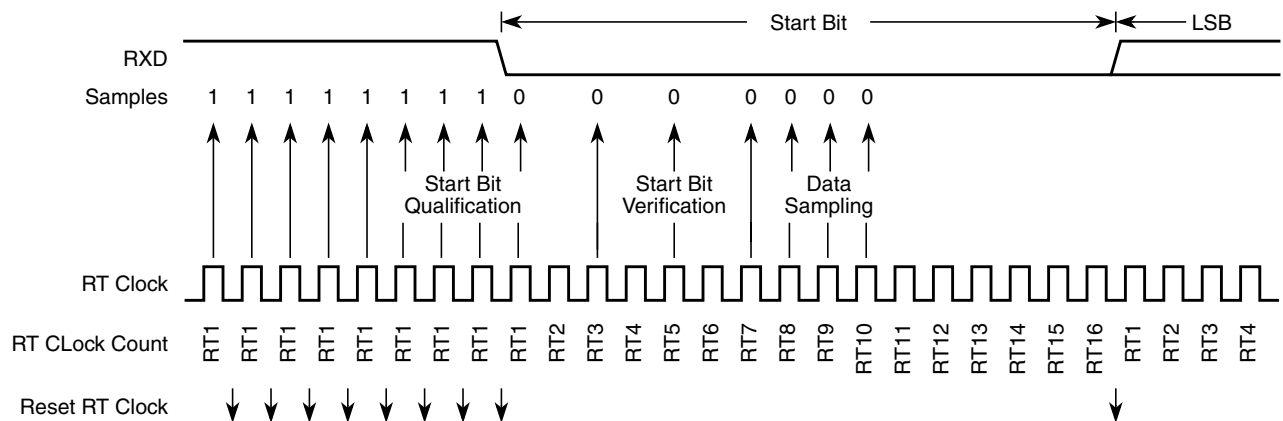 Start Bit LSB
RXD
Samples 1 1 1 1 1 1 1 1 0 0 0 0 0 0 0
Start Bit Qualification Start Bit Verification Data Sampling
RT Clock
RT CLock Count RT1 RT1 RT1 RT1 RT1 RT1 RT1 RT1 RT1 RT2 RT3 RT4 RT5 RT6 RT7 RT8 RT9 RT10 RT11 RT12 RT13 RT14 RT15 RT16 RT1 RT2 RT3 RT4
Reset RT Clock